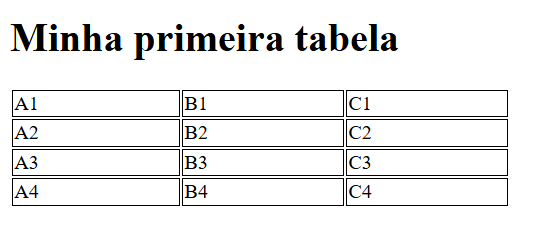 Minha primeira tabela
A1 B1 C1
A2 B2 C2
A3 B3 C3
A4 B4 C4